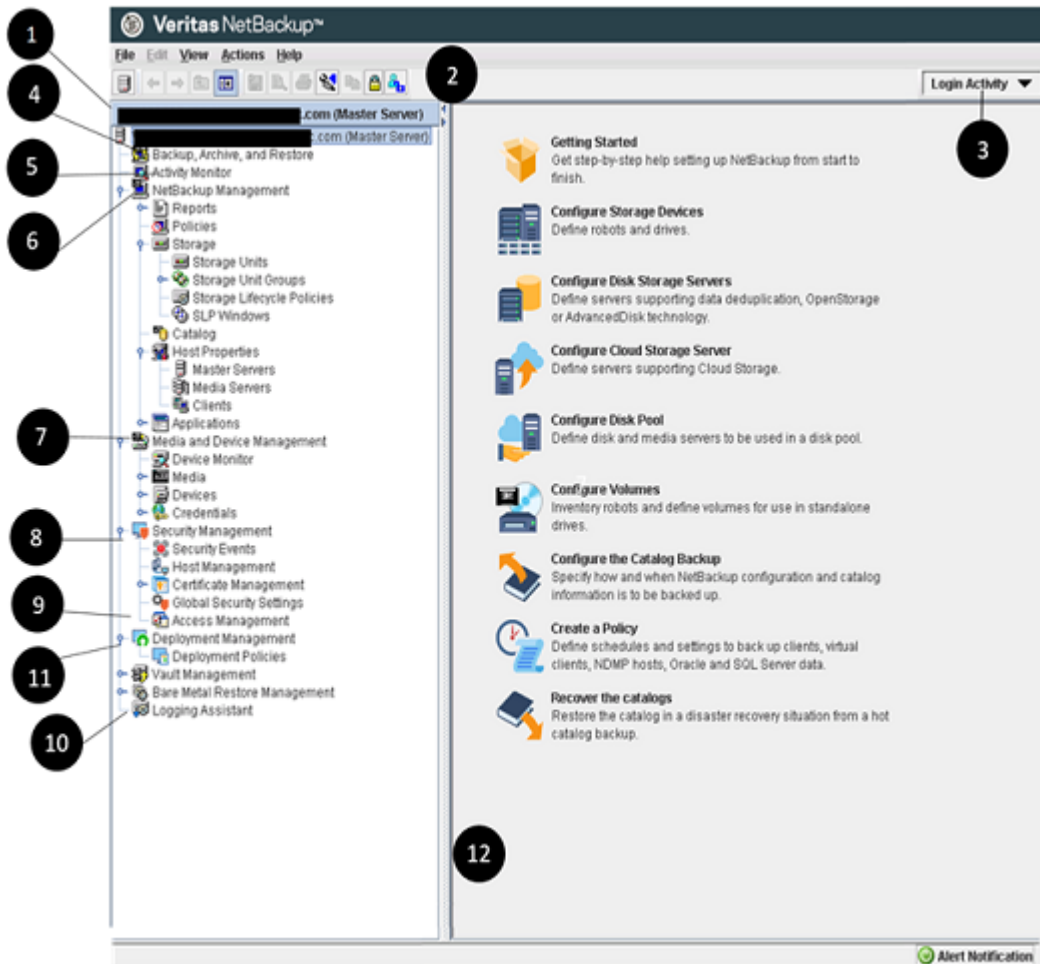 Veritas NetBackup™
File Edit View Actions Help
Login Activity
.com (Master Server)
.com (Master Server)
Backup, Archive, and Restore
Activity Monitor
NetBackup Management
Reports
Policies
Storage
Storage Units
Storage Unit Groups
Storage Lifecycle Policies
SLP Windows
Catalog
Host Properties
Master Servers
Media Servers
Clients
Applications
Media and Device Management
Device Monitor
Media
Devices
Credentials
Security Management
Security Events
Host Management
Certificate Management
Global Security Settings
Access Management
Deployment Management
Deployment Policies
Vault Management
Bare Metal Restore Management
Logging Assistant
1
2
3
4
5
6
7
8
9
11
10
12
Getting Started
Get step-by-step help setting up NetBackup from start to
finish.
Configure Storage Devices
Define robots and drives.
Configure Disk Storage Servers
Define servers supporting data deduplication, OpenStorage
or AdvancedDisk technology.
Configure Cloud Storage Server
Define servers supporting Cloud Storage.
Configure Disk Pool
Define disk and media servers to be used in a disk pool.
Configure Volumes
Inventory robots and define volumes for use in standalone
drives.
Configure the Catalog Backup
Specify how and when NetBackup configuration and catalog
information is to be backed up.
Create a Policy
Define schedules and settings to back up clients, virtual
clients, NDMP hosts, Oracle and SQL Server data.
Recover the catalogs
Restore the catalog in a disaster recovery situation from a hot
catalog backup.
Alert Notification